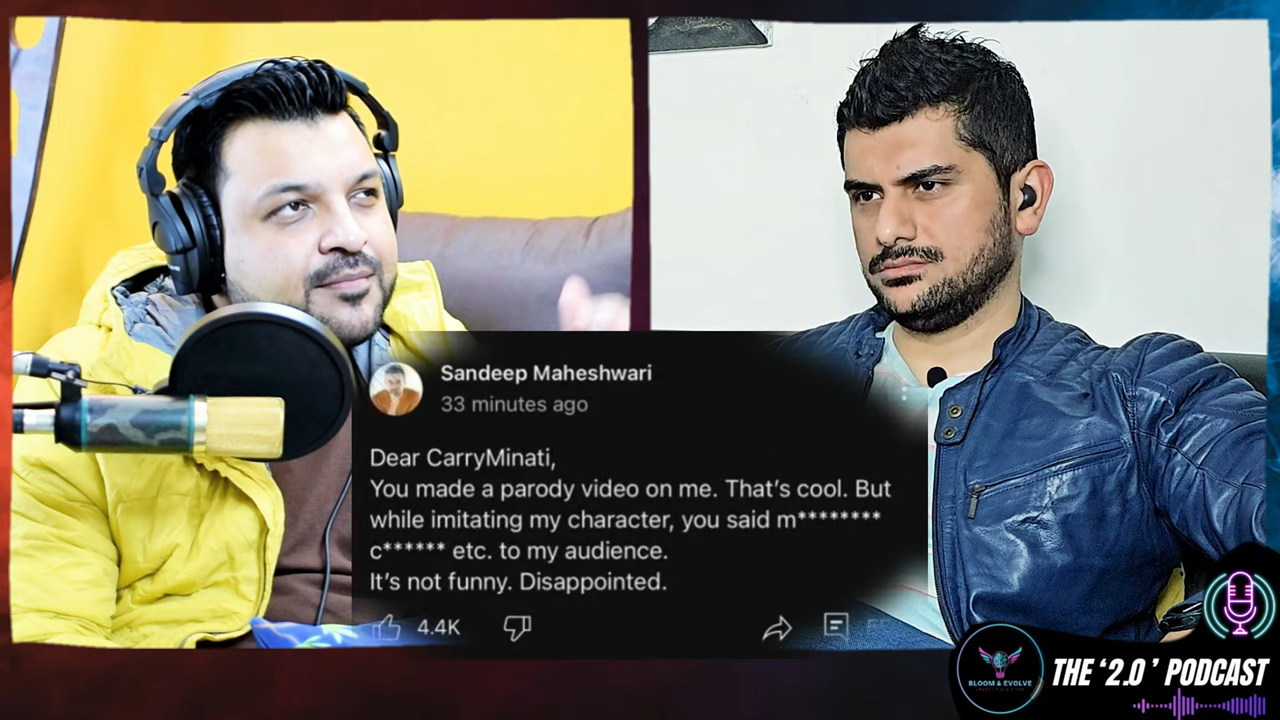 Sandeep Maheshwari
33 minutes ago
Dear CarryMinati,
You made a parody video on me. That's cool. But
while imitating my character, you said m********
c****** etc. to my audience.
It's not funny. Disappointed.
4.4K
BLOOM & EVOLVE
THE ‘2.0’ PODCAST